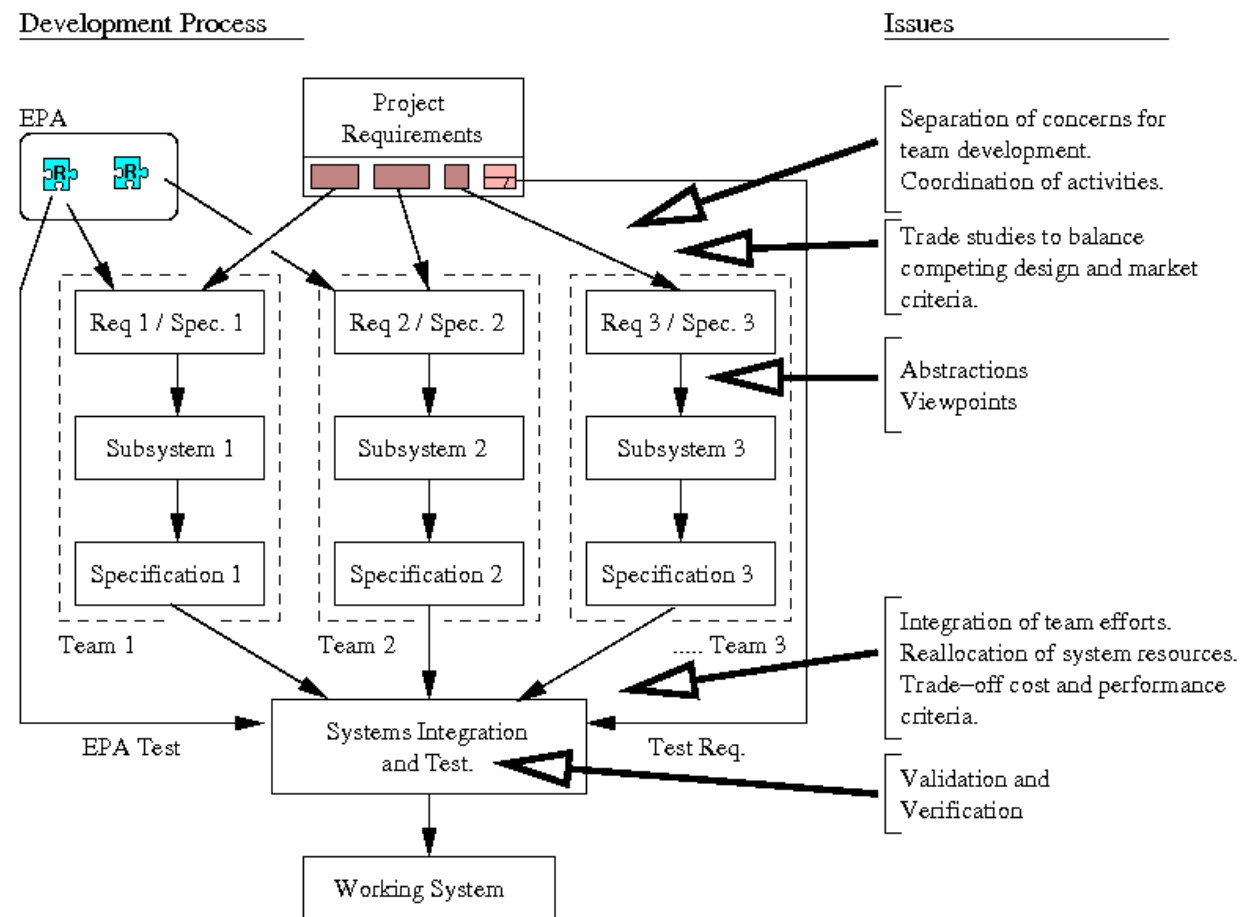 Development Process
Issues
EPA
R
R
Project
Requirements
Separation of concerns for
team development.
Coordination of activities.
Trade studies to balance
competing design and market
criteria.
Req 1 / Spec. 1
Req 2 / Spec. 2
Req 3 / Spec. 3
Abstractions
Viewpoints
Subsystem 1
Subsystem 2
Subsystem 3
Specification 1
Specification 2
Specification 3
Team 1
Team 2
..... Team 3
Integration of team efforts.
Reallocation of system resources.
Trade-off cost and performance
criteria.
EPA Test
Systems Integration
and Test.
Test Req.
Validation and
Verification
Working System